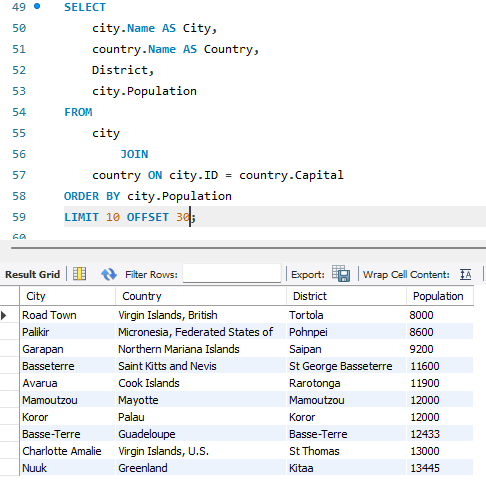 49 SELECT
50 city.Name AS City,
51 country.Name AS Country,
52 District,
53 city.Population
54 FROM
55 city
56 JOIN
57 country ON city.ID = country.Capital
58 ORDER BY city.Population
59 LIMIT 10 OFFSET 30;
60
Result Grid Filter Rows: Export: Wrap Cell Content: IA
City Country District Population
Road Town Virgin Islands, British Tortola 8000
Palikir Micronesia, Federated States of Pohnpei 8600
Garapan Northern Mariana Islands Saipan 9200
Basseterre Saint Kitts and Nevis St George Basseterre 11600
Avarua Cook Islands Rarotonga 11900
Mamoutzou Mayotte Mamoutzou 12000
Koror Palau Koror 12000
Basse-Terre Guadeloupe Basse-Terre 12433
Charlotte Amalie Virgin Islands, U.S. St Thomas 13000
Nuuk Greenland Kitaa 13445